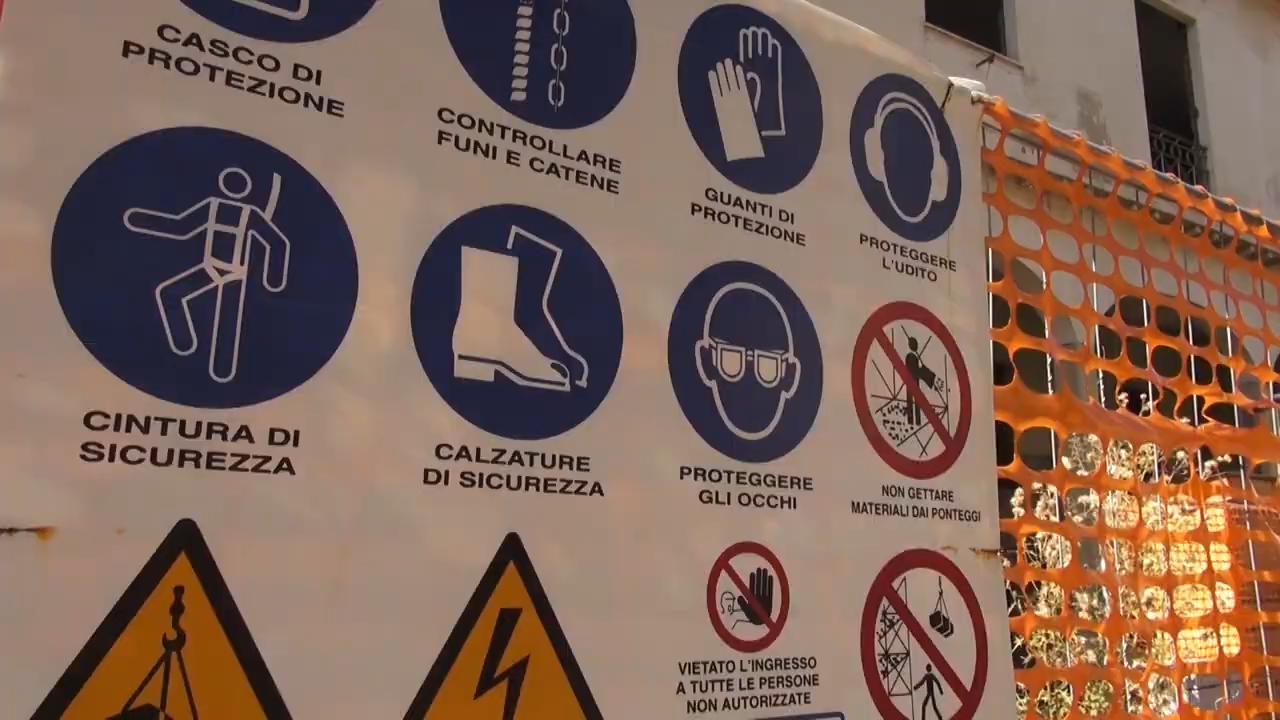 CASCO DI
PROTEZIONE
CONTROLLARE
FUNI E CATENE
GUANTI DI
PROTEZIONE
PROTEGGERE
L'UDITO
CINTURA DI
SICUREZZA
CALZATURE
DI SICUREZZA
PROTEGGERE
GLI OCCHI
NON GETTARE
MATERIALI DAI PONTEGGI
VIETATO L'INGRESSO
A TUTTE LE PERSONE
NON AUTORIZZATE